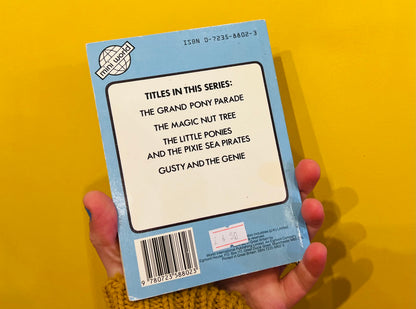 ISBN 0-7235-8802-3
mini world
TITLES IN THIS SERIES:
THE GRAND PONY PARADE
THE MAGIC NUT TREE
THE LITTLE PONIES
AND THE PIXIE SEA PIRATES
GUSTY AND THE GENIE
9 780723 588023